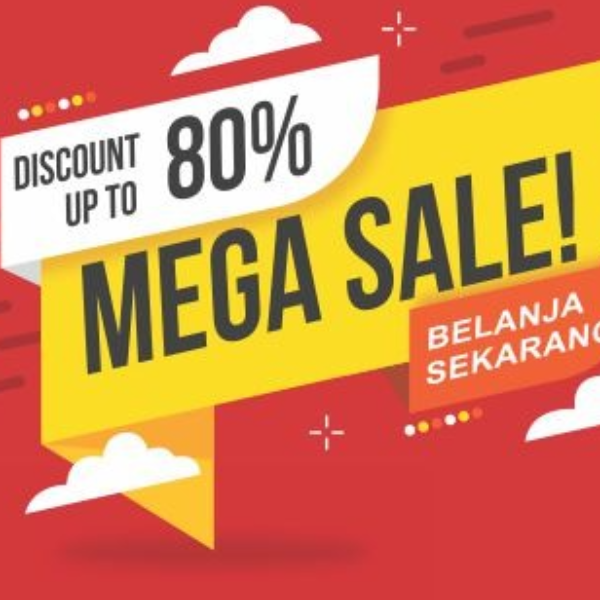 DISCOUNT
UP TO
80%
MEGA SALE!
BELANJA
SEKARANG